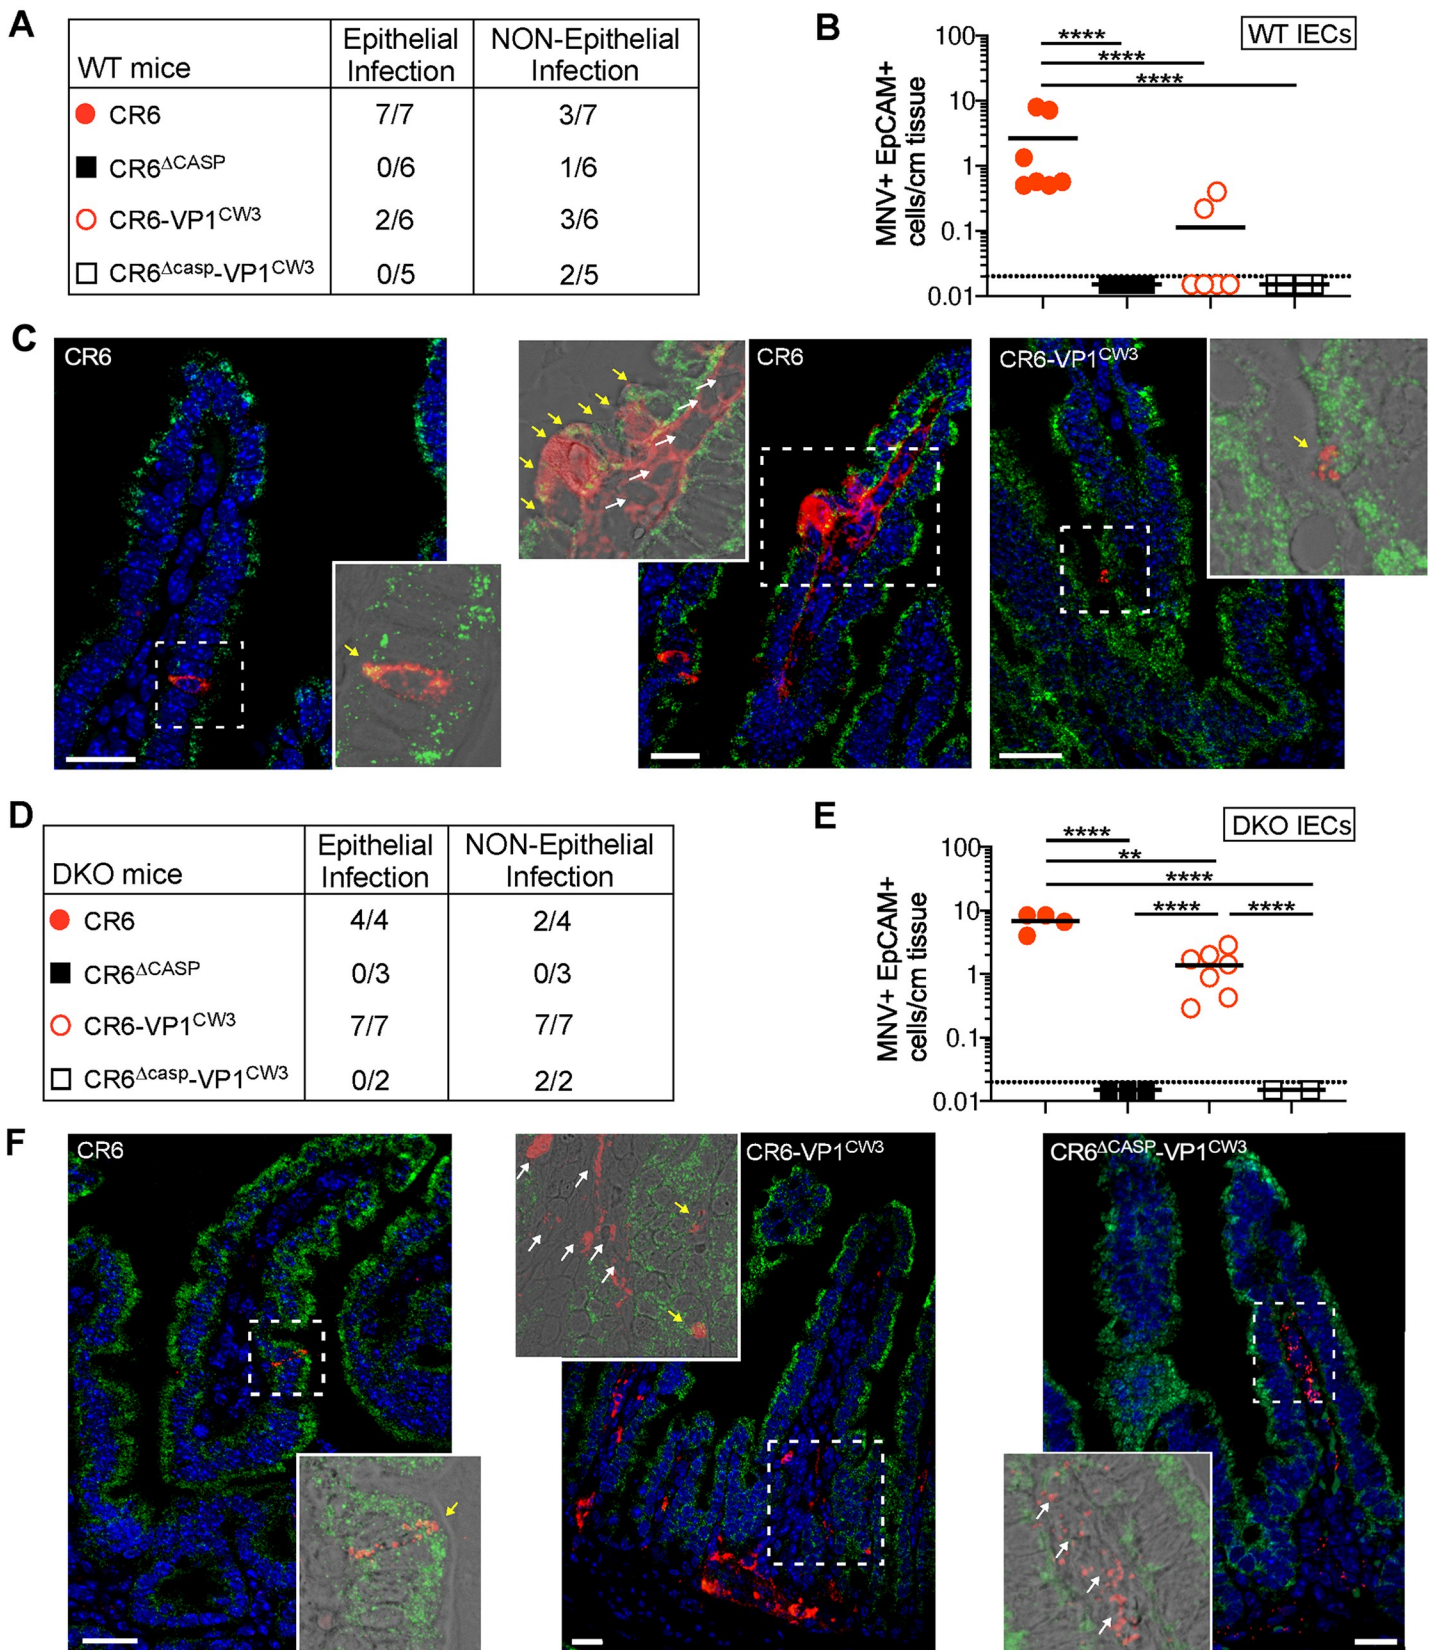 A
WT mice
Epithelial
Infection
NON-Epithelial
Infection
CR6
7/7
3/7
CR6ΔCASP
0/6
1/6
CR6-VP1CW3
2/6
3/6
CR6Δcasp-VP1CW3
0/5
2/5
B
WT IECs
MNV+ EpCAM+
cells/cm tissue
100
10
1
0.1
0.01
****
****
****
C
CR6
CR6
CR6-VP1CW3
D
DKO mice
Epithelial
Infection
NON-Epithelial
Infection
CR6
4/4
2/4
CR6ΔCASP
0/3
0/3
CR6-VP1CW3
7/7
7/7
CR6Δcasp-VP1CW3
0/2
2/2
E
DKO IECs
MNV+ EpCAM+
cells/cm tissue
100
10
1
0.1
0.01
****
**
****
****
****
F
CR6
CR6-VP1CW3
CR6ΔCASP-VP1CW3